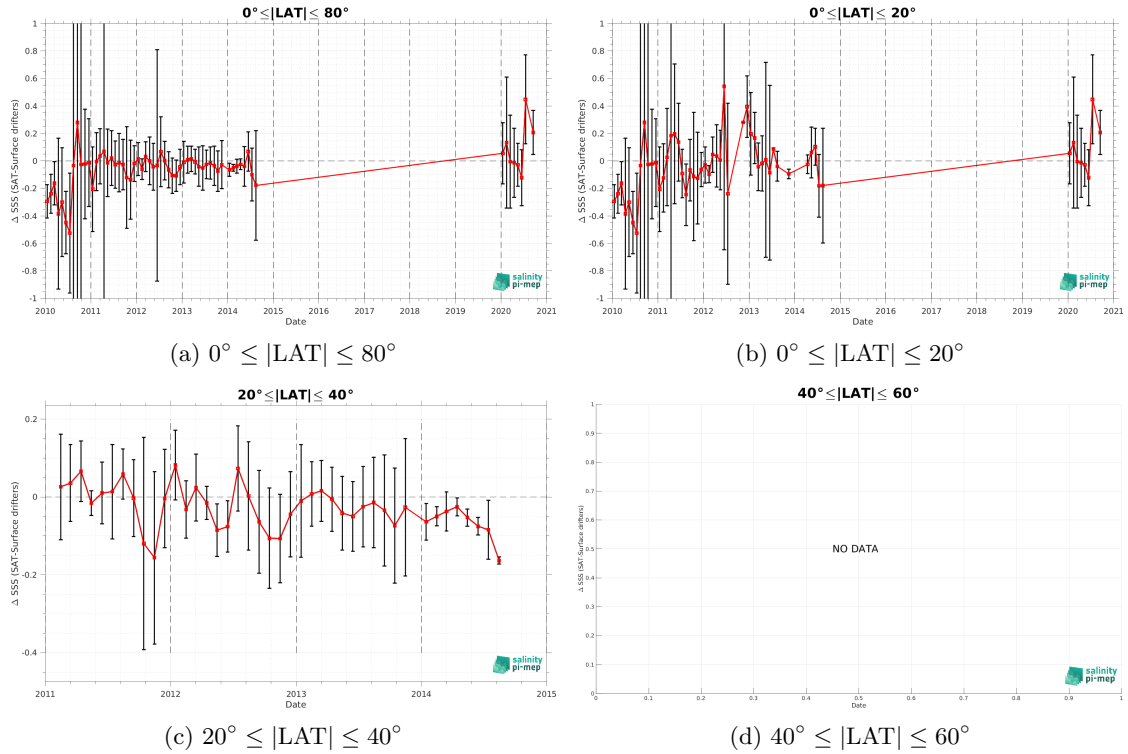 0°≤|LAT|≤ 80°
Δ SSS (SAT-Surface drifters)
1
0.8
0.6
0.4
0.2
0
-0.2
-0.4
-0.6
-0.8
-1
2010 2011 2012 2013 2014 2015 2016 2017 2018 2019 2020 2021
Date
salinity
pi-mep
(a) 0° ≤ |LAT| ≤ 80°
0°≤|LAT|≤ 20°
Δ SSS (SAT-Surface drifters)
1
0.8
0.6
0.4
0.2
0
-0.2
-0.4
-0.6
-0.8
-1
2010 2011 2012 2013 2014 2015 2016 2017 2018 2019 2020 2021
Date
salinity
pi-mep
(b) 0° ≤ |LAT| ≤ 20°
20°≤|LAT|≤ 40°
Δ SSS (SAT-Surface drifters)
0.2
0
-0.2
-0.4
2011 2012 2013 2014 2015
Date
salinity
pi-mep
(c) 20° ≤ |LAT| ≤ 40°
40°≤|LAT|≤ 60°
Δ SSS (SAT-Surface drifters)
1
0.9
0.8
0.7
0.6
0.5
0.4
0.3
0.2
0.1
0
NO DATA
0 0.1 0.2 0.3 0.4 0.5 0.6 0.7 0.8 0.9 1
Date
salinity
pi-mep
(d) 40° ≤ |LAT| ≤ 60°